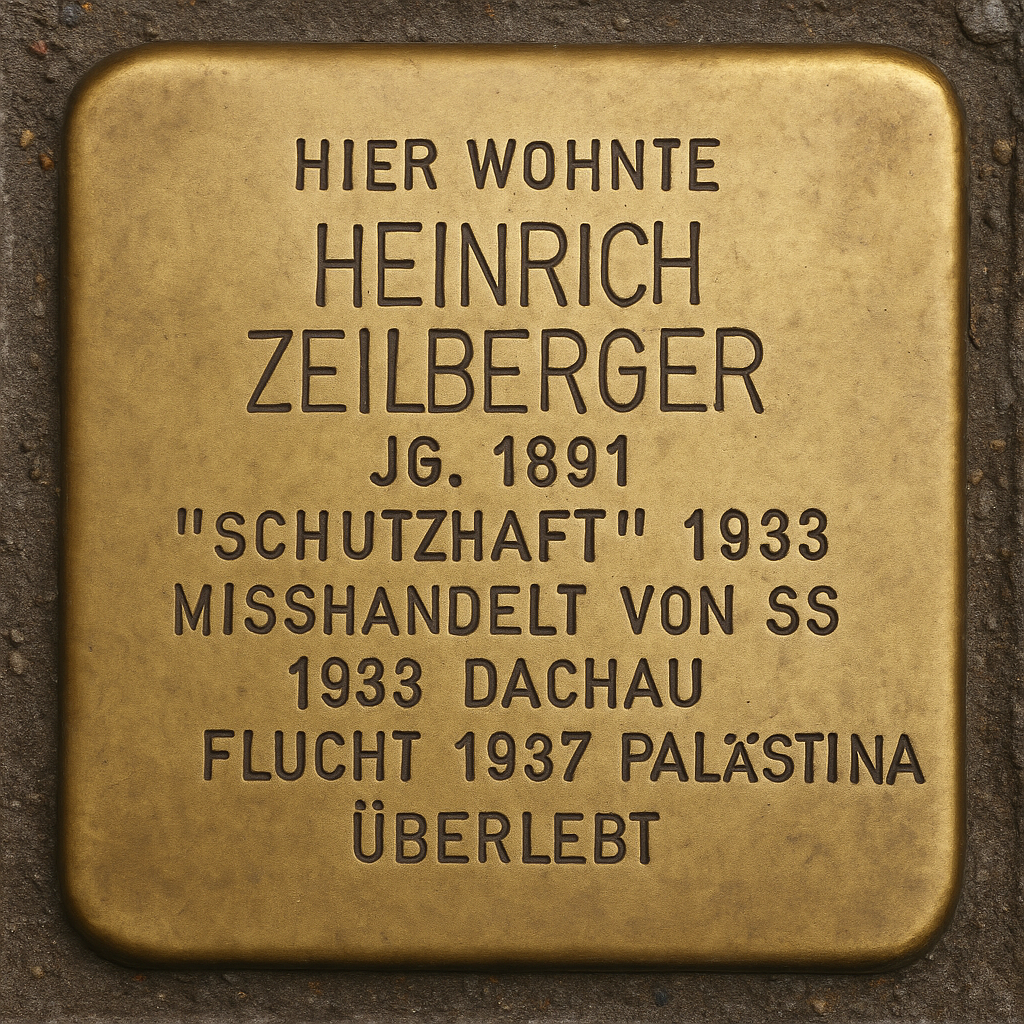 HIER WOHNTE
HEINRICH
ZEILBERGER
JG. 1891
"SCHUTZHAFT" 1933
MISSHANDELT VON SS
1933 DACHAU
FLUCHT 1937 PALÄSTINA
ÜBERLEBT